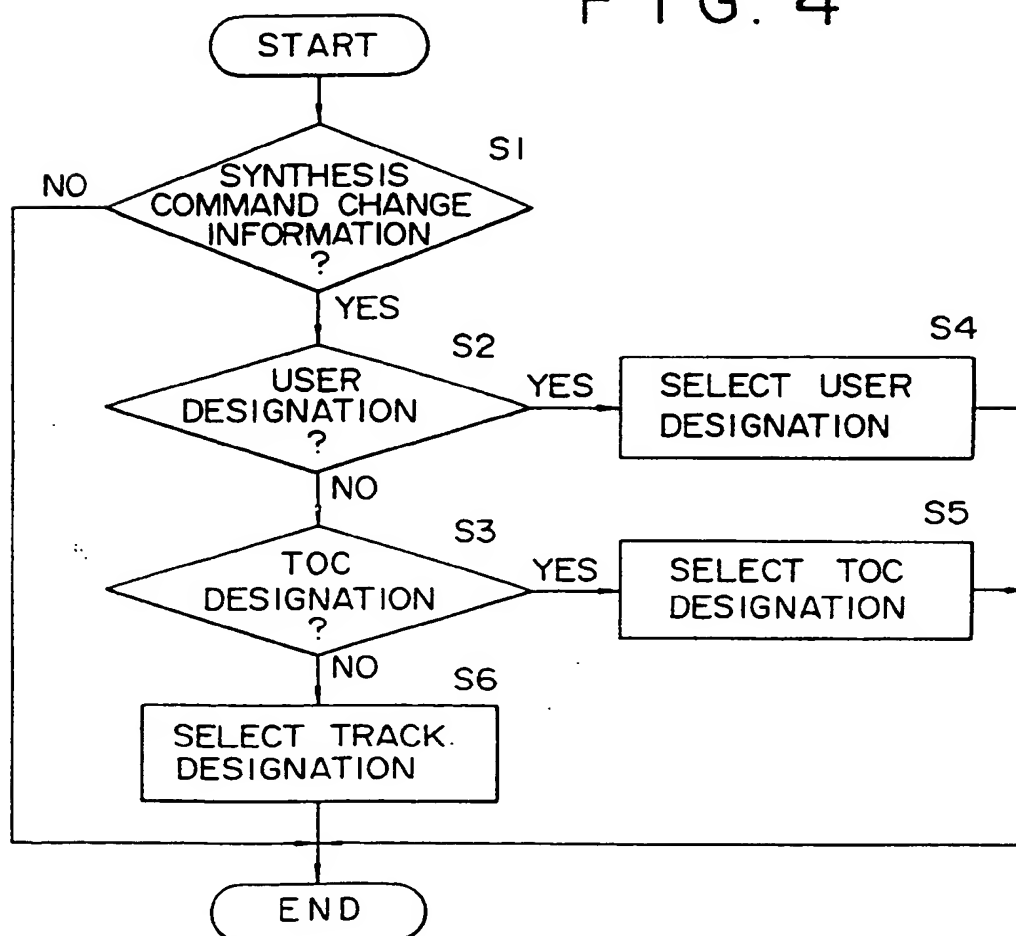 FIG. 4
START
S1
SYNTHESIS
COMMAND CHANGE
INFORMATION
?
NO
YES
S2
USER
DESIGNATION
?
YES
S4
SELECT USER
DESIGNATION
NO
S3
TOC
DESIGNATION
?
YES
S5
SELECT TOC
DESIGNATION
NO
S6
SELECT TRACK
DESIGNATION
END